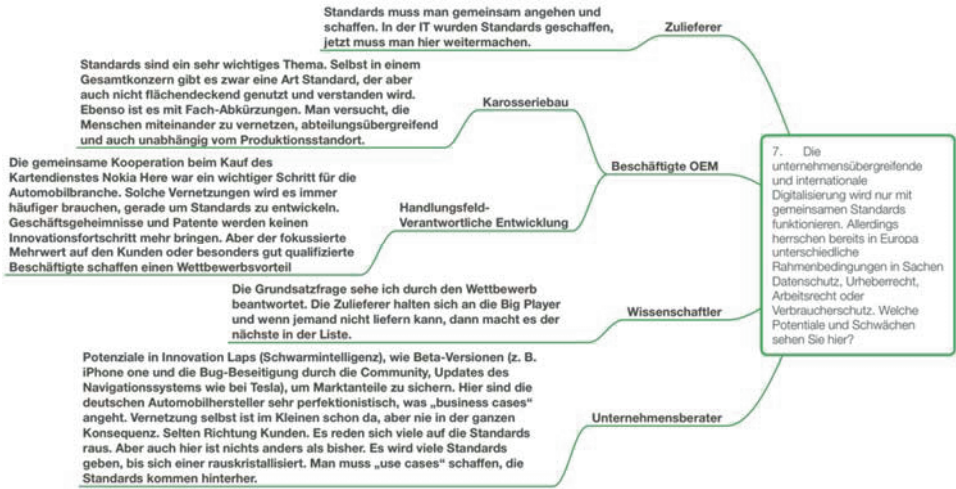 Standards muss man gemeinsam angehen und
schaffen. In der IT wurden Standards geschaffen,
jetzt muss man hier weitermachen.
Zulieferer
Standards sind ein sehr wichtiges Thema. Selbst in einem
Gesamtkonzern gibt es zwar eine Art Standard, der aber
auch nicht flächendeckend genutzt und verstanden wird.
Ebenso ist es mit Fach-Abkürzungen. Man versucht, die
Menschen miteinander zu vernetzen, abteilungsübergreifend
und auch unabhängig vom Produktionsstandort.
Karosseriebau
Die gemeinsame Kooperation beim Kauf des
Kartendienstes Nokia Here war ein wichtiger Schritt für die
Automobilbranche. Solche Vernetzungen wird es immer
häufiger brauchen, gerade um Standards zu entwickeln.
Geschäftsgeheimnisse und Patente werden keinen
Innovationsfortschritt mehr bringen. Aber der fokussierte
Mehrwert auf den Kunden oder besonders gut qualifizierte
Beschäftigte schaffen einen Wettbewerbsvorteil
Handlungsfeld-
Verantwortliche Entwicklung
Beschäftigte OEM
Die Grundsatzfrage sehe ich durch den Wettbewerb
beantwortet. Die Zulieferer halten sich an die Big Player
und wenn jemand nicht liefern kann, dann macht es der
nächste in der Liste.
Wissenschaftler
Potenziale in Innovation Laps (Schwarmintelligenz), wie Beta-Versionen (z. B.
iPhone one und die Bug-Beseitigung durch die Community, Updates des
Navigationssystems wie bei Tesla), um Marktanteile zu sichern. Hier sind die
deutschen Automobilhersteller sehr perfektionistisch, was „business cases“
angeht. Vernetzung selbst ist im Kleinen schon da, aber nie in der ganzen
Konsequenz. Selten Richtung Kunden. Es reden sich viele auf die Standards
raus. Aber auch hier ist nichts anders als bisher. Es wird viele Standards
geben, bis sich einer rauskristallisiert. Man muss „use cases“ schaffen, die
Standards kommen hinterher.
Unternehmensberater
7. Die
unternehmensübergreifende
und internationale
Digitalisierung wird nur mit
gemeinsamen Standards
funktionieren. Allerdings
herrschen bereits in Europa
unterschiedliche
Rahmenbedingungen in Sachen
Datenschutz, Urheberrecht,
Arbeitsrecht oder
Verbraucherschutz. Welche
Potentiale und Schwächen
sehen Sie hier?